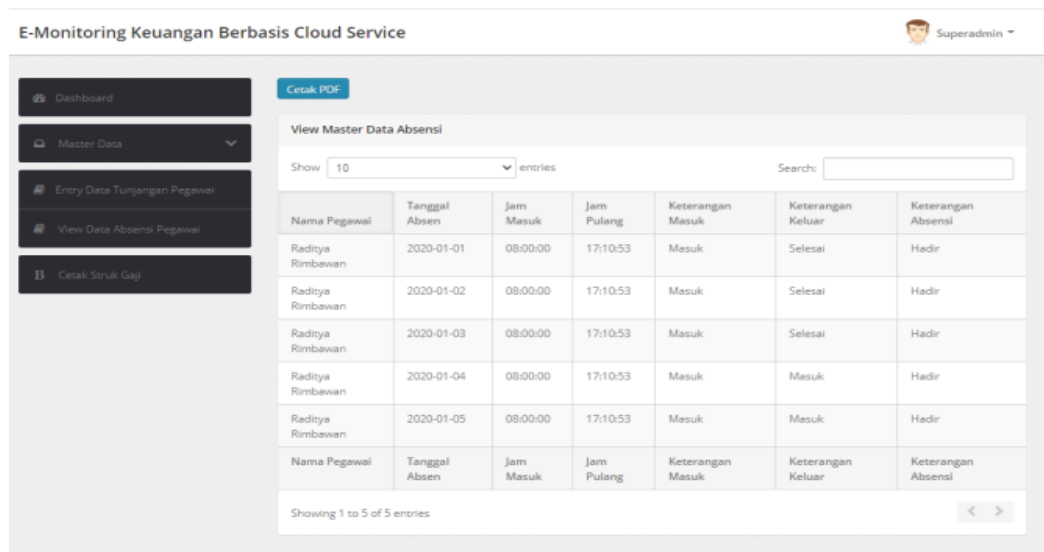 E-Monitoring Keuangan Berbasis Cloud Service
Superadmin
Dashboard
Master Data
Entry Data Tunjangan Pegawai
View Data Absensi Pegawai
B Cetak Struk Gaji
Cetak PDF
View Master Data Absensi
Show 10 entries Search:
Nama Pegawai Tanggal Absen Jam Masuk Jam Pulang Keterangan Masuk Keterangan Keluar Keterangan Absensi
Raditya Rimbawan 2020-01-01 08:00:00 17:10:53 Masuk Selesai Hadir
Raditya Rimbawan 2020-01-02 08:00:00 17:10:53 Masuk Selesai Hadir
Raditya Rimbawan 2020-01-03 08:00:00 17:10:53 Masuk Selesai Hadir
Raditya Rimbawan 2020-01-04 08:00:00 17:10:53 Masuk Masuk Hadir
Raditya Rimbawan 2020-01-05 08:00:00 17:10:53 Masuk Masuk Hadir
Nama Pegawai Tanggal Absen Jam Masuk Jam Pulang Keterangan Masuk Keterangan Keluar Keterangan Absensi
Showing 1 to 5 of 5 entries